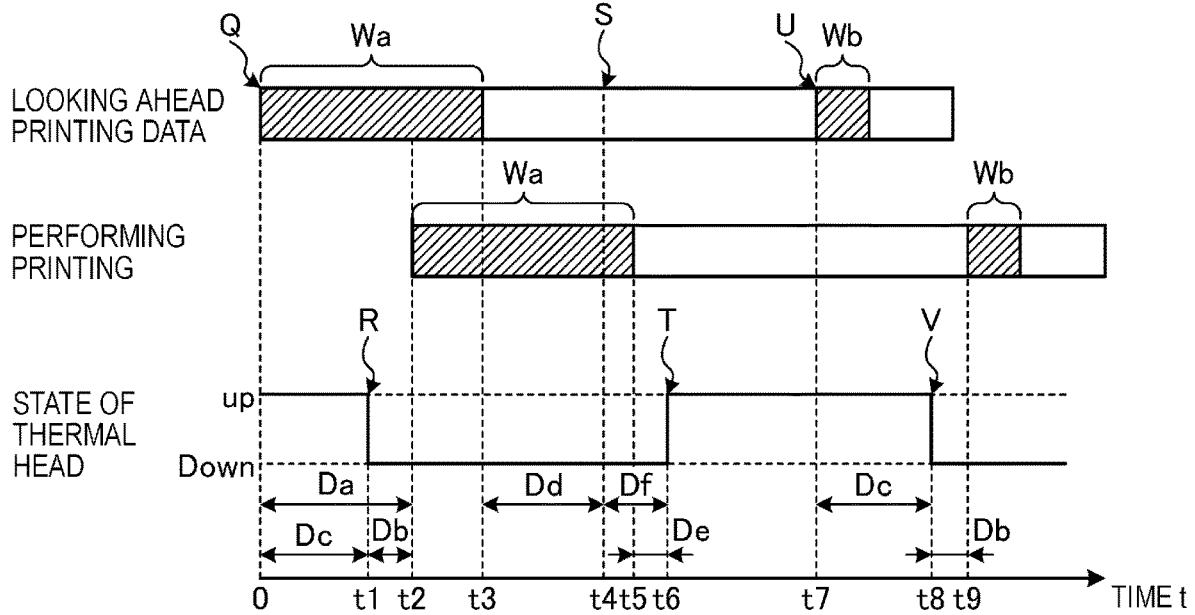 Q
Wa
S
U
Wb
LOOKING AHEAD
PRINTING DATA
Wa
Wb
PERFORMING
PRINTING
R
T
V
STATE OF
THERMAL
HEAD
up
Down
Da
Dd
Df
Dc
Dc
Db
De
Db
0
t1
t2
t3
t4
t5
t6
t7
t8
t9
TIME t